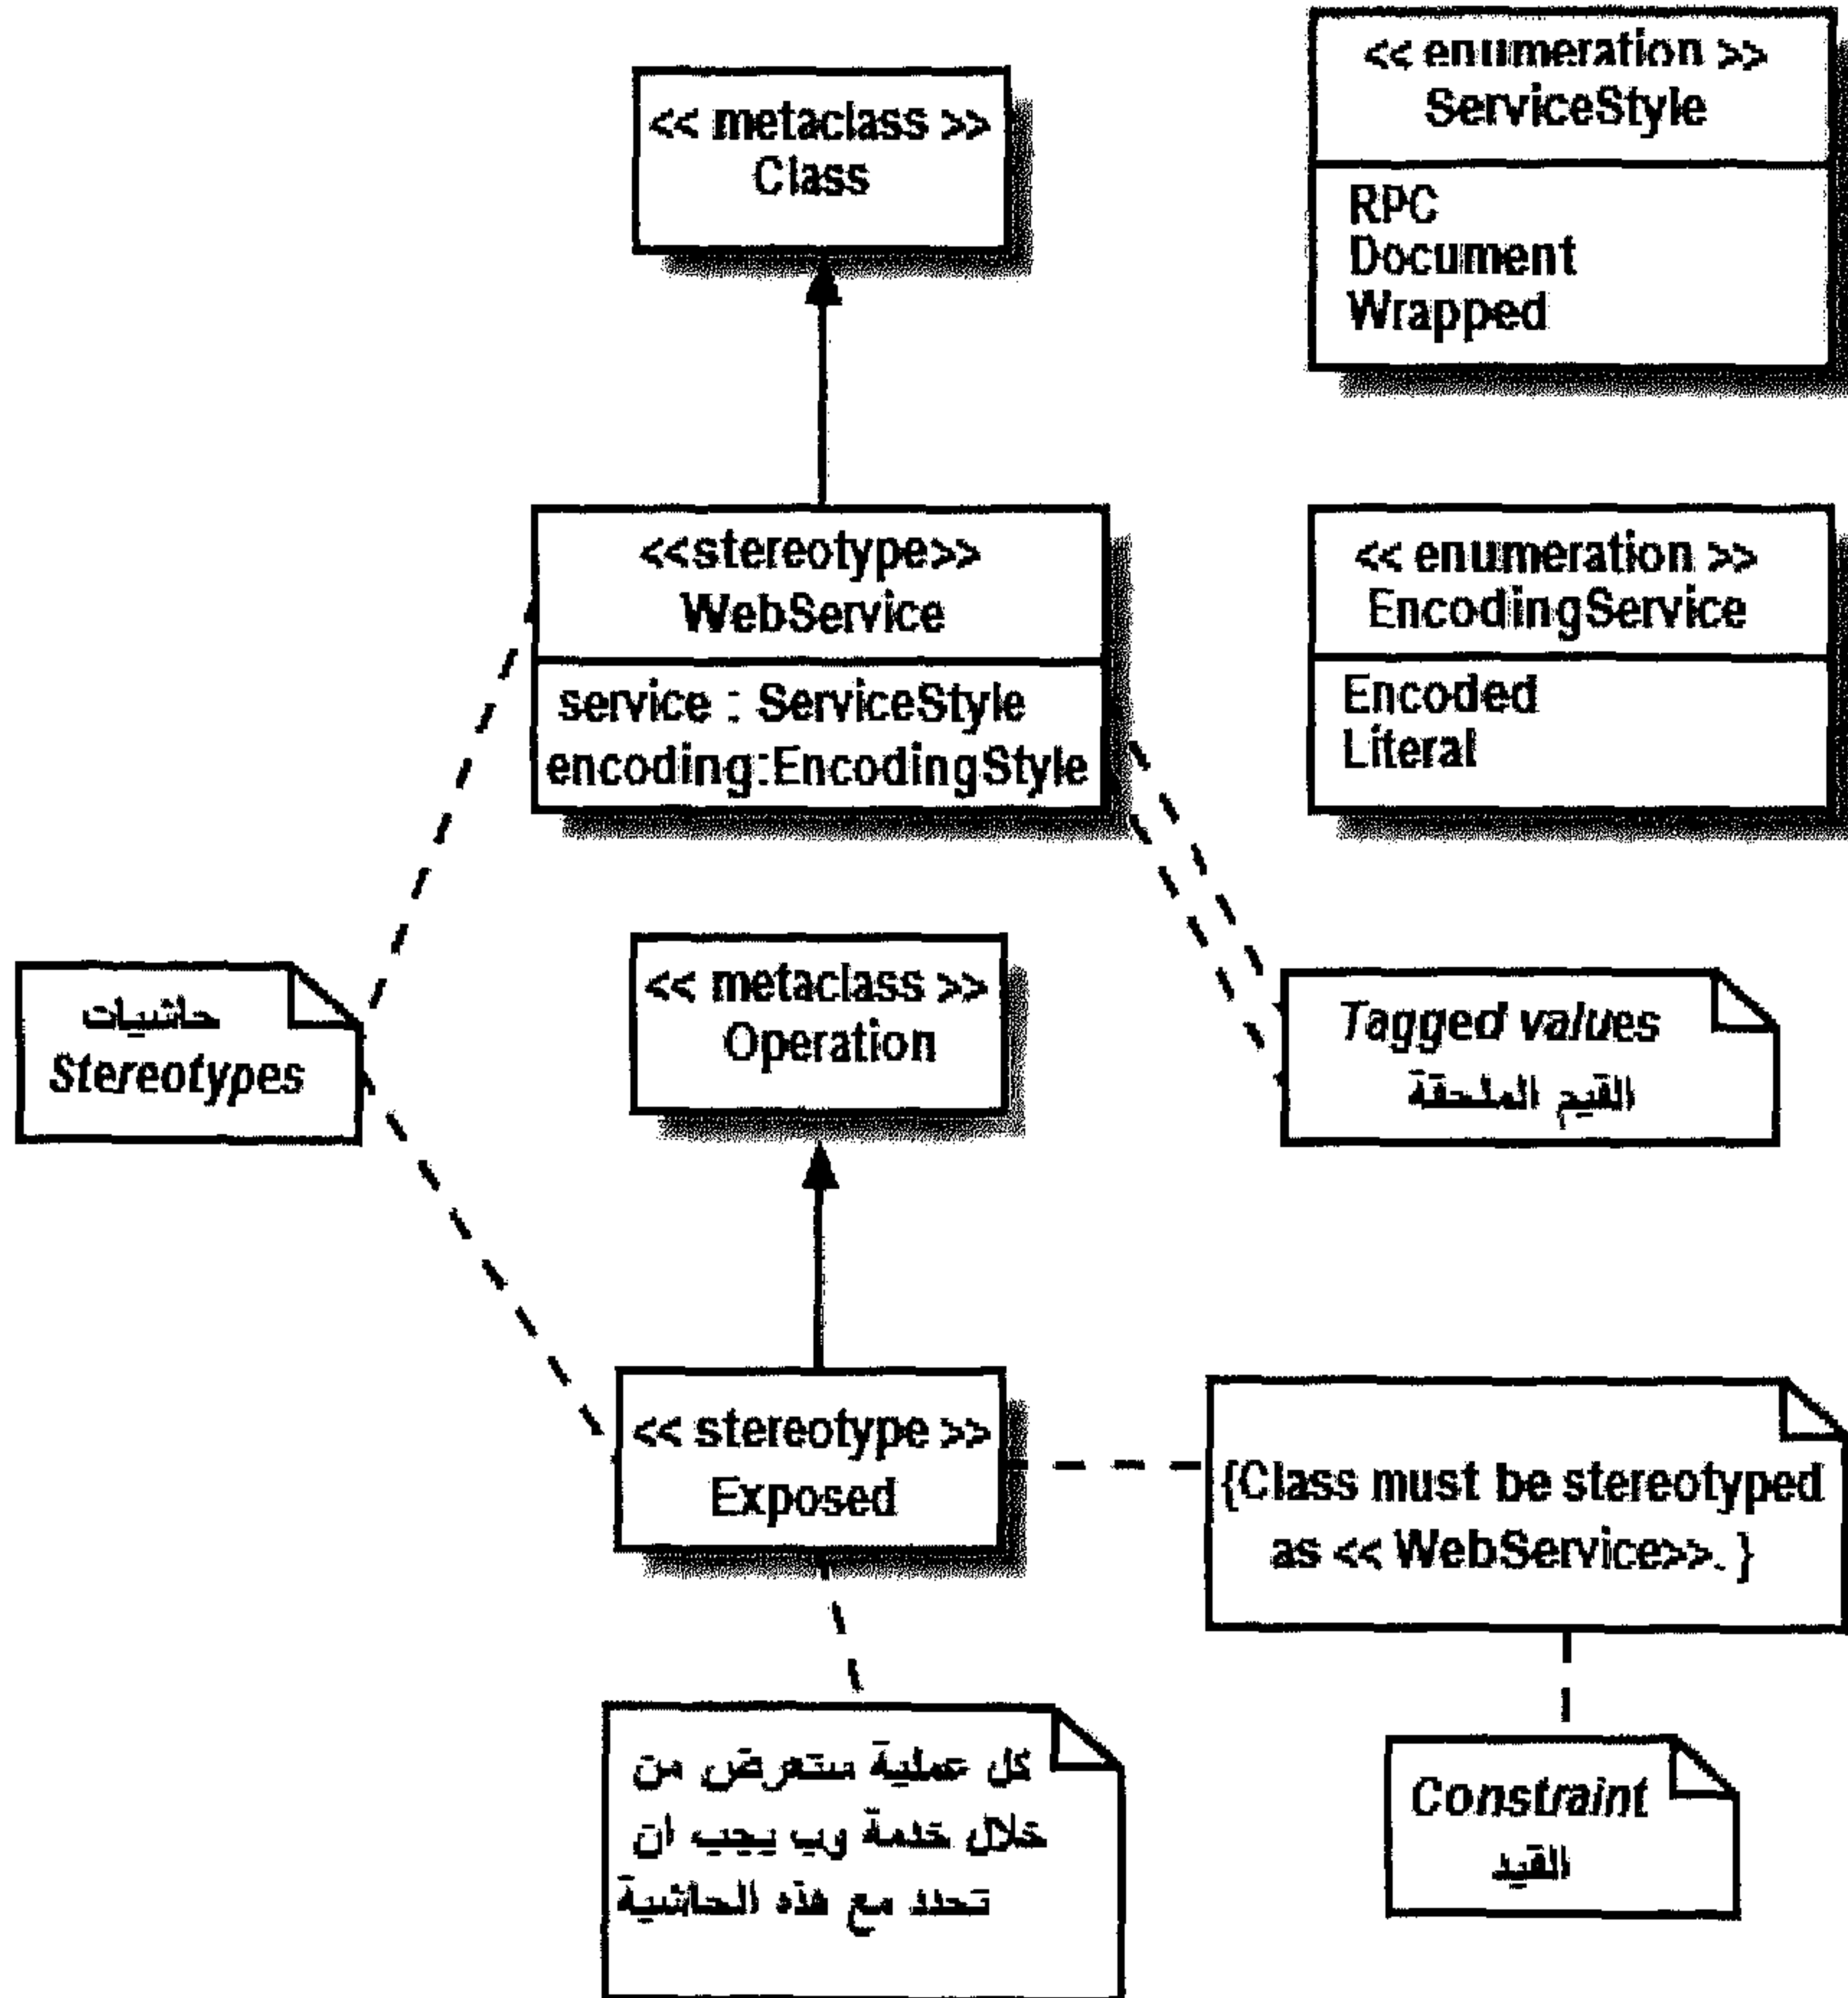 << metaclass >>
Class
<< enumeration >>
ServiceStyle
RPC
Document
Wrapped
<<stereotype>>
WebService
service : ServiceStyle
encoding:EncodingStyle
<< enumeration >>
EncodingService
Encoded
Literal
حاشيات
Stereotypes
<< metaclass >>
Operation
Tagged values
القيم الملحقة
<< stereotype >>
Exposed
{Class must be stereotyped
as << WebService>>. }
كل عملية ستعرض من
خلال خدمة وب يجب ان
تحدد مع هذه الحاشية
Constraint
القيد